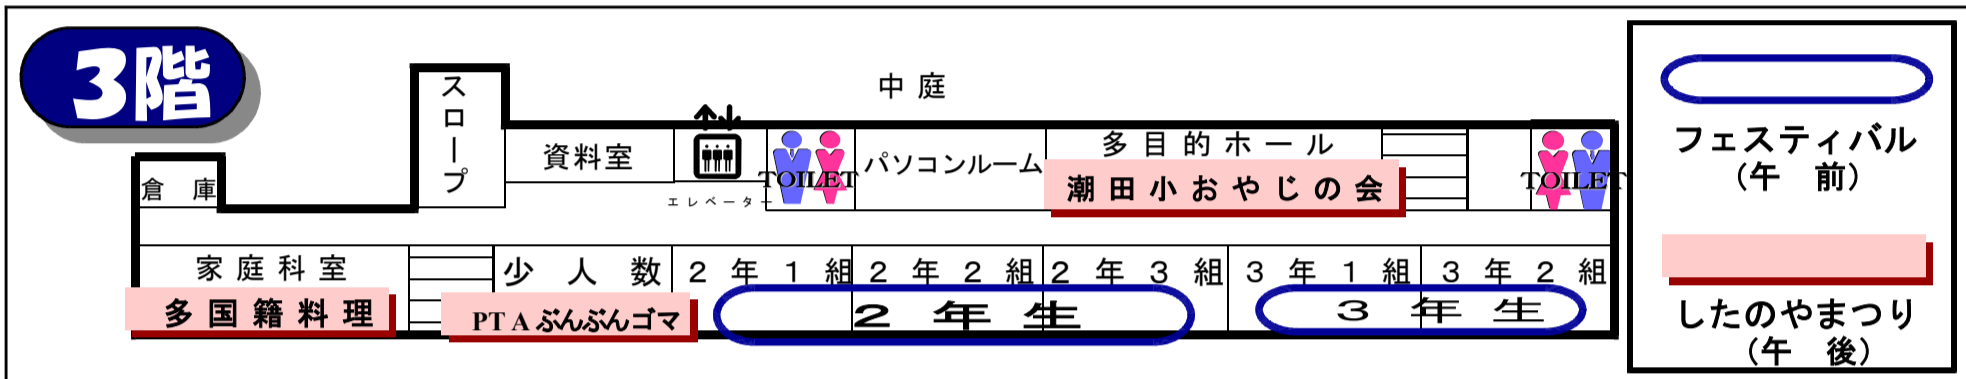 3階
中庭
スロープ
倉庫
資料室
エレベーター
TOILET
パソコンルーム
多目的ホール
潮田小おやじの会
TOILET
家庭科室
多国籍料理
少人数
PTAぶんぶんゴマ
2年1組
2年2組
2年3組
2年生
3年1組
3年2組
3年生
フェスティバル
(午 前)
したのやまつり
(午 後)